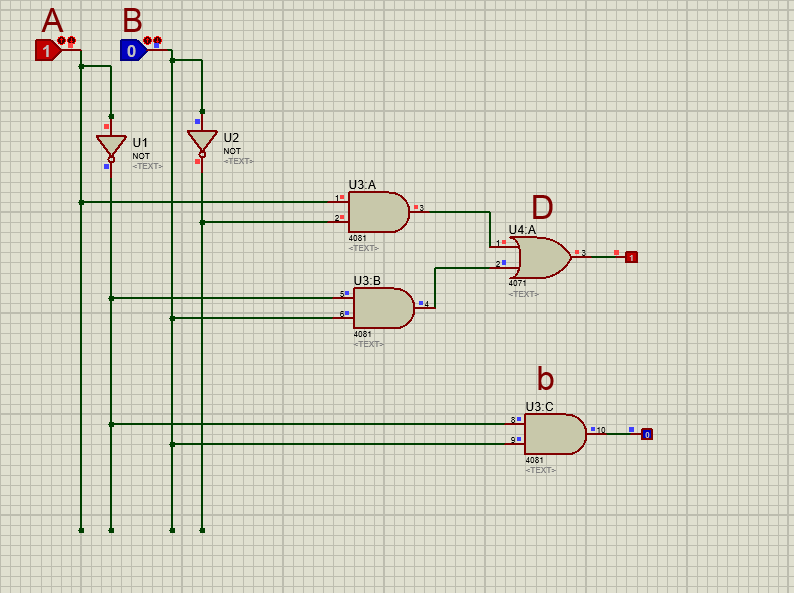 A B
1 0
U1
NOT
<TEXT>
U2
NOT
<TEXT>
U3:A
1
2
3
4081
<TEXT>
D
U4:A
1
2
3
1
4071
<TEXT>
U3:B
5
6
4
4081
<TEXT>
b
U3:C
8
9
10
0
4081
<TEXT>